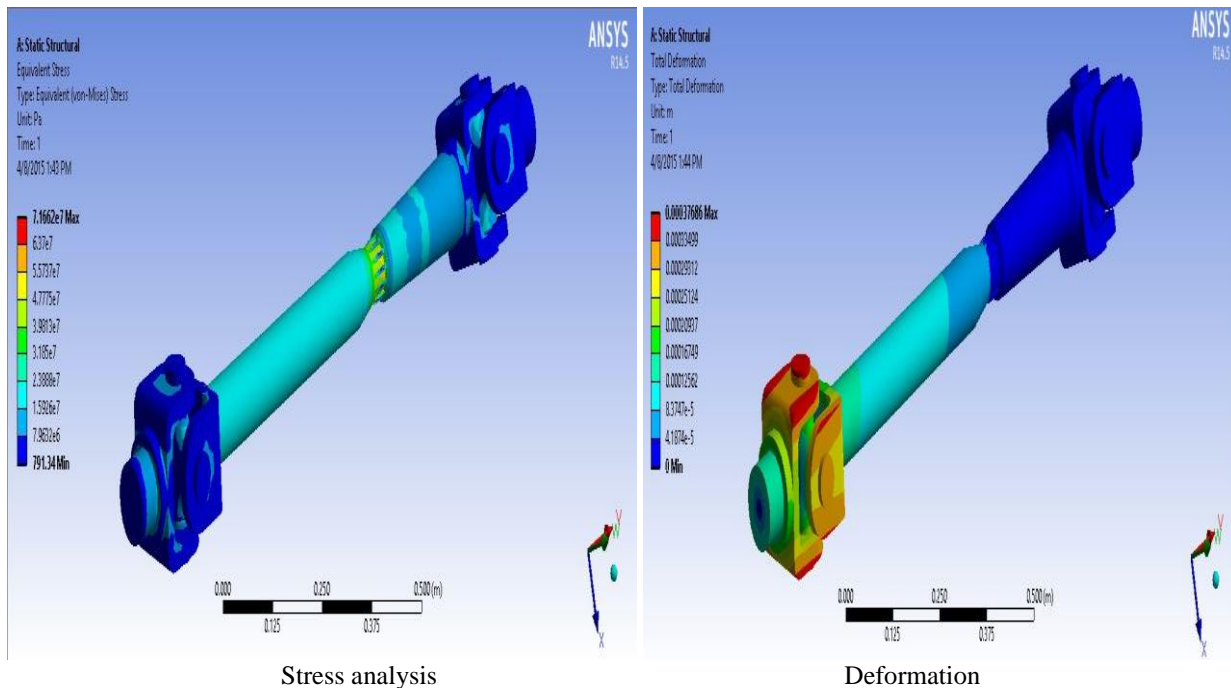 A: Static Structural
Equivalent Stress
Type: Equivalent (von-Mises) Stress
Unit: Pa
Time: 1
4/8/2015 1:43 PM
7.1662e7 Max
6.37e7
5.5737e7
4.7775e7
3.9813e7
3.185e7
2.3888e7
1.5926e7
7.9632e6
791.34 Min
ANSYS
R14.5
0.000
0.250
0.500 (m)
0.125
0.375
Y
X
A: Static Structural
Total Deformation
Type: Total Deformation
Unit: m
Time: 1
4/8/2015 1:44 PM
0.00037686 Max
0.00033499
0.00029312
0.00025124
0.00020937
0.00016749
0.00012562
8.3747e-5
4.1874e-5
0 Min
ANSYS
R14.5
0.000
0.250
0.500 (m)
0.125
0.375
Y
X
Stress analysis
Deformation